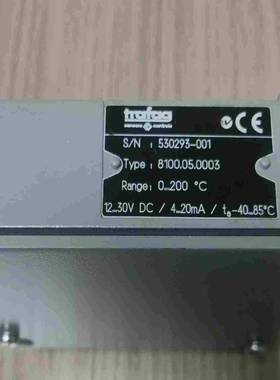 trafag
sensors controls
S/N : 530293-001
Type : 8100.05.0003
Range: 0...200 °C
12...30V DC / 4...20mA / ta-40...85°C
CE